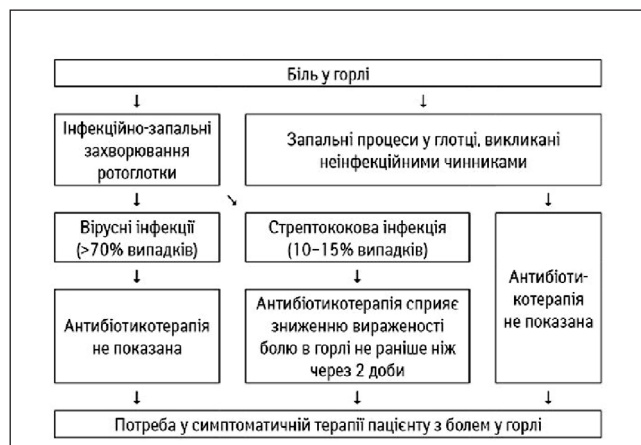 Біль у горлі
↓
↓
Інфекційно-запальні
захворювання
ротоглотки
Запальні процеси у глотці, викликані
неінфекційними чинниками
↓
↘
↓
Вірусні інфекції
(>70% випадків)
Стрептококова інфекція
(10–15% випадків)
Антибіоти-
котерапія
не показана
↓
↓
Антибіотикотерапія
не показана
Антибіотикотерапія сприяє
зниженню вираженості
болю в горлі не раніше ніж
через 2 доби
↓
↓
↓
Потреба у симптоматичній терапії пацієнту з болем у горлі